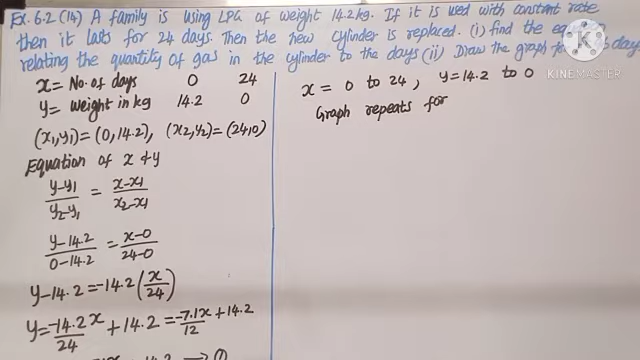 Ex. 6.2 (14) A family is using LPG of weight 14.2 kg. If it is used with constant rate
then it lasts for 24 days. Then the new cylinder is replaced. (i) find the
relating the quantity of gas in the cylinder to the days (ii) Draw the graph for days
KINEMASTER
x = No. of days 0 24
y = weight in kg 14.2 0
(x1, y1) = (0, 14.2), (x2, y2) = (24, 0)
Equation of x & y
y-y1/y2-y1 = x-x1/x2-x1
y-14.2/0-14.2 = x-0/24-0
y-14.2 = -14.2 (x/24)
y = -14.2x/24 + 14.2 = -7.1x/12 + 14.2
x = 0 to 24, y = 14.2 to 0
Graph repeats for